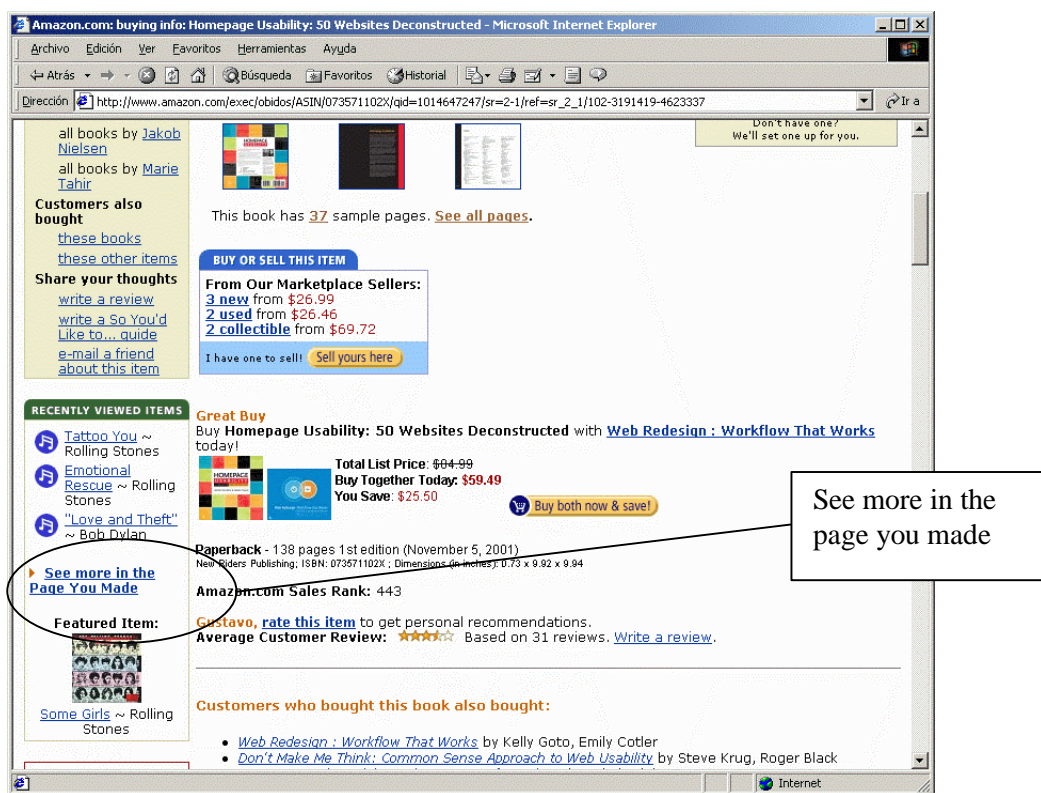 Amazon.com: buying info: Homepage Usability: 50 Websites Deconstructed - Microsoft Internet Explorer
Archivo Edición Ver Favoritos Herramientas Ayuda
Atrás Búsqueda Favoritos Historial
Dirección http://www.amazon.com/exec/obidos/ASIN/073571102X/qid=1014647247/sr=2-1/ref=sr_2_1/102-3191419-4623337 Ir a
all books by Jakob
Nielsen
all books by Marie
Tahir
Customers also
bought
these books
these other items
Share your thoughts
write a review
write a So You'd
Like to... guide
e-mail a friend
about this item
RECENTLY VIEWED ITEMS
Tattoo You ~
Rolling Stones
Emotional
Rescue ~ Rolling
Stones
"Love and Theft"
~ Bob Dylan
See more in the
Page You Made
Featured Item:
Some Girls ~ Rolling
Stones
Don't have one?
We'll set one up for you.
HOMEPAGE
USABILITY
This book has 37 sample pages. See all pages.
BUY OR SELL THIS ITEM
From Our Marketplace Sellers:
3 new from $26.99
2 used from $26.46
2 collectible from $69.72
I have one to sell! Sell yours here
Great Buy
Buy Homepage Usability: 50 Websites Deconstructed with Web Redesign : Workflow That Works
today!
HOMEPAGE
USABILITY
Total List Price: $84.99
Buy Together Today: $59.49
You Save: $25.50
Buy both now & save!
Paperback - 138 pages 1st edition (November 5, 2001)
New Riders Publishing; ISBN: 073571102X ; Dimensions (in inches): 0.73 x 9.92 x 9.94
Amazon.com Sales Rank: 443
Gustavo, rate this item to get personal recommendations.
Average Customer Review: Based on 31 reviews. Write a review.
Customers who bought this book also bought:
Web Redesign : Workflow That Works by Kelly Goto, Emily Cotler
Don't Make Me Think: Common Sense Approach to Web Usability by Steve Krug, Roger Black
See more in the
page you made
Internet